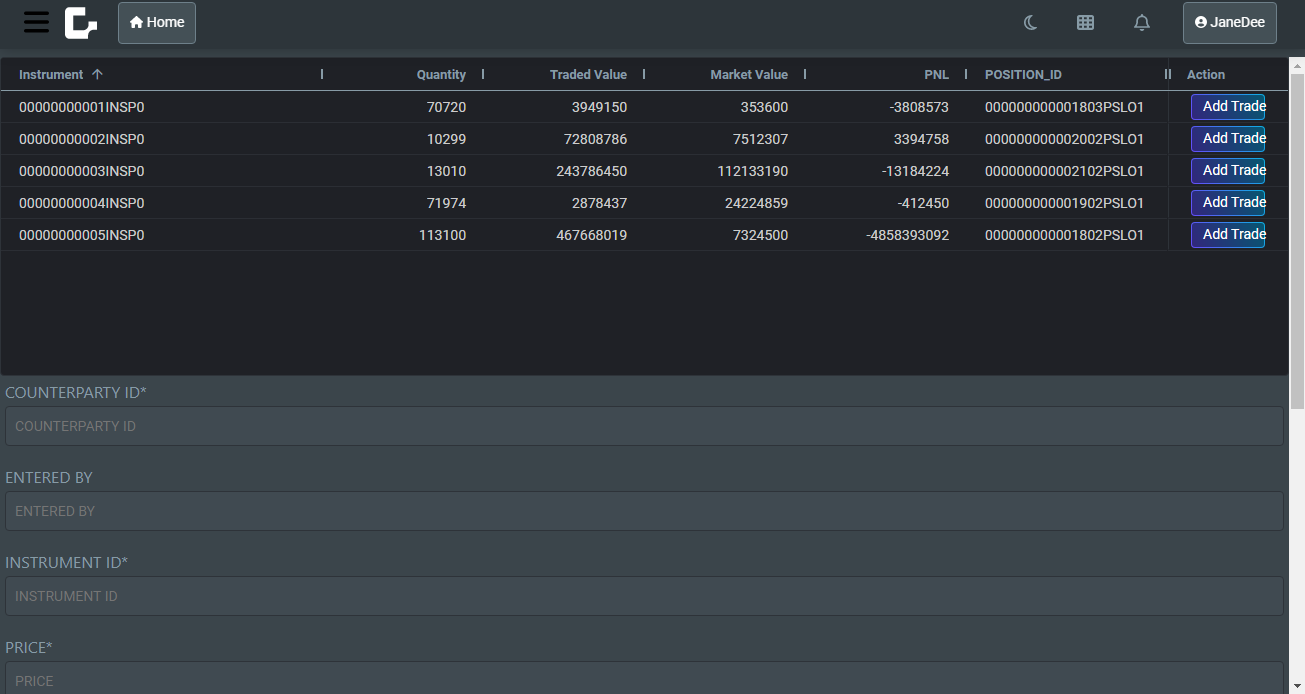 Home JaneDee
Instrument Quantity Traded Value Market Value PNL POSITION_ID Action
00000000001INSP0 70720 3949150 353600 -3808573 000000000001803PSLO1 Add Trade
00000000002INSP0 10299 72808786 7512307 3394758 000000000002002PSLO1 Add Trade
00000000003INSP0 13010 243786450 112133190 -13184224 000000000002102PSLO1 Add Trade
00000000004INSP0 71974 2878437 24224859 -412450 000000000001902PSLO1 Add Trade
00000000005INSP0 113100 467668019 7324500 -4858393092 000000000001802PSLO1 Add Trade
COUNTERPARTY ID*
COUNTERPARTY ID
ENTERED BY
ENTERED BY
INSTRUMENT ID*
INSTRUMENT ID
PRICE*
PRICE